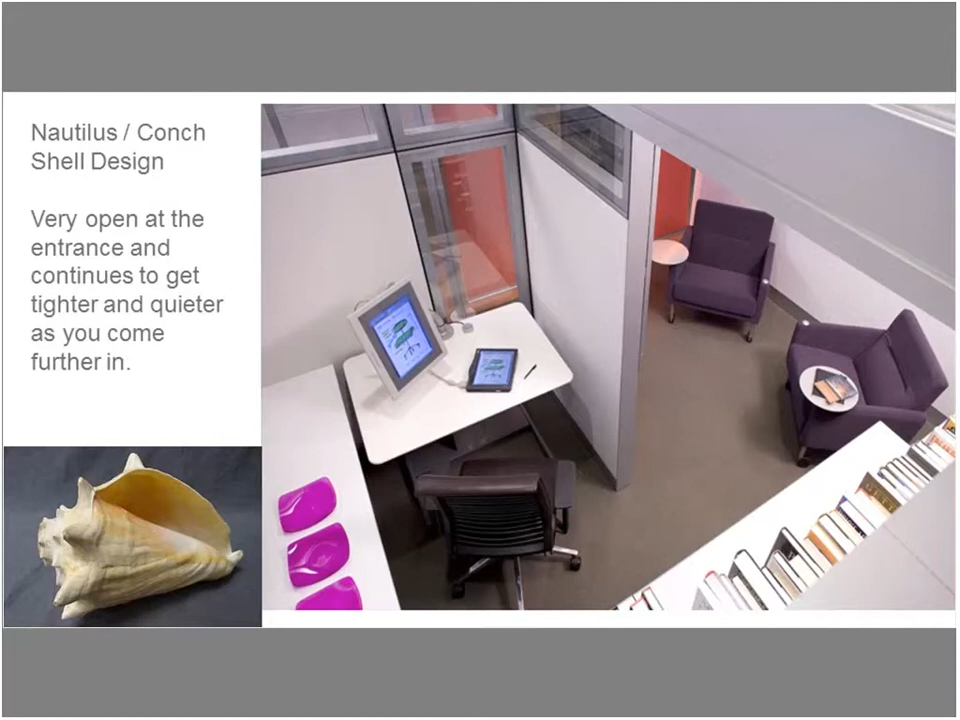 Nautilus / Conch
Shell Design
Very open at the
entrance and
continues to get
tighter and quieter
as you come
further in.